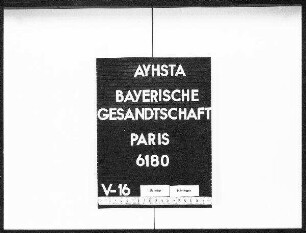 AYHSTA
BAYERISCHE
GESANDTSCHAFT
PARIS
6180
V-16